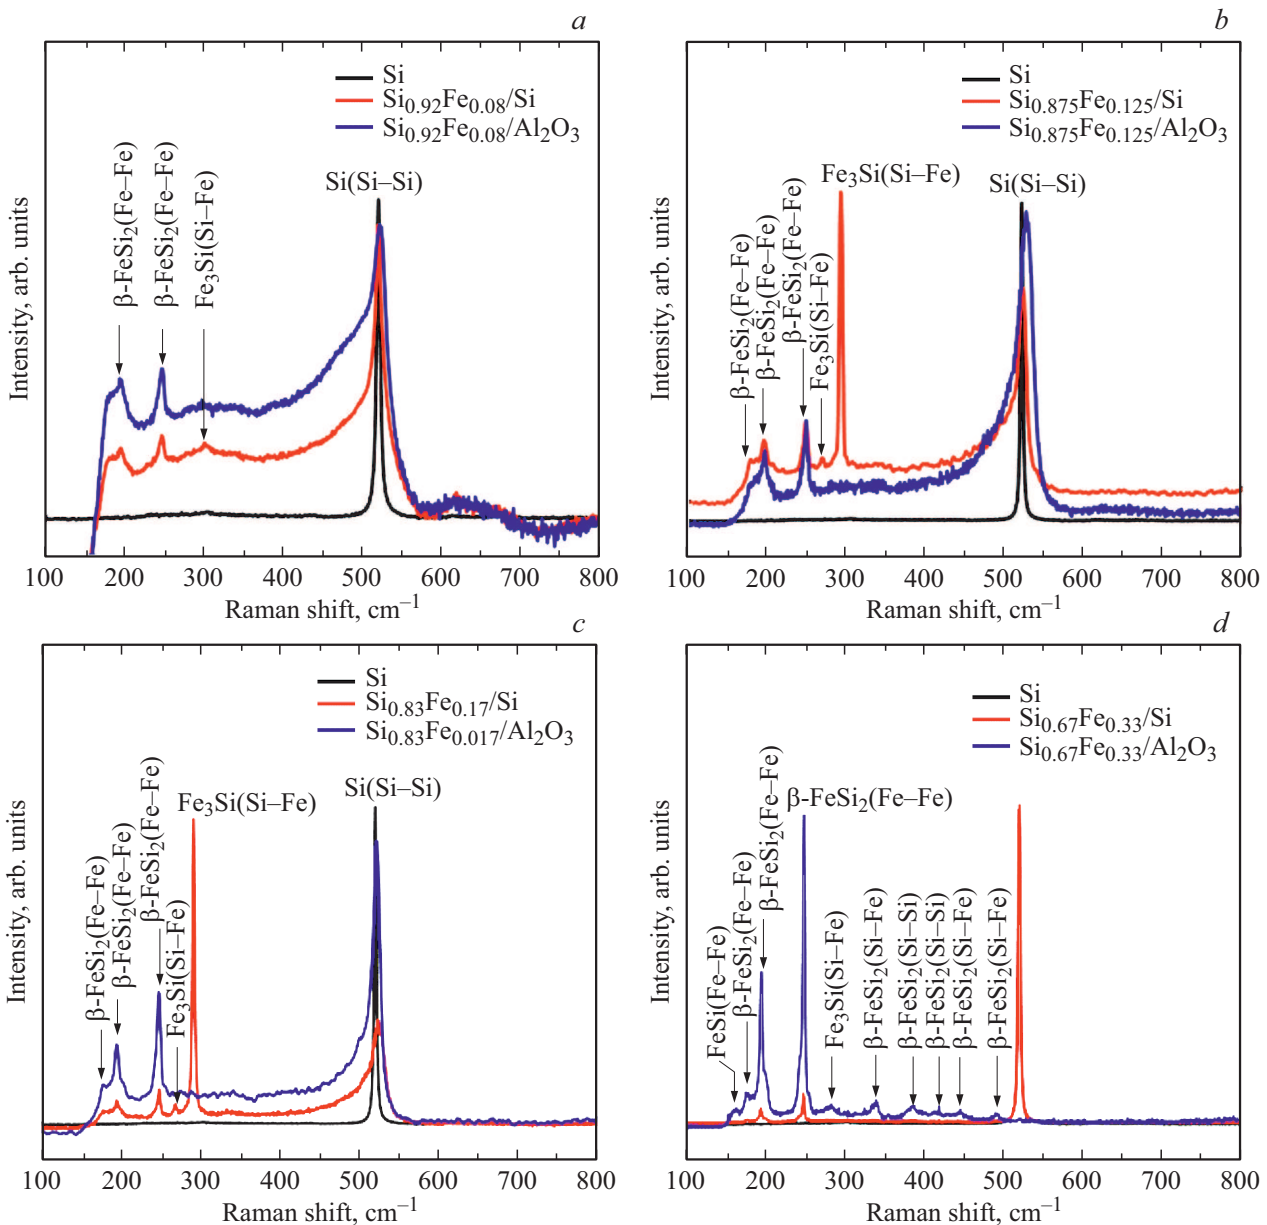 a
Intensity, arb. units
Si
Si0.92Fe0.08/Si
Si0.92Fe0.08/Al2O3
β-FeSi2(Fe–Fe)
β-FeSi2(Fe–Fe)
Fe3Si(Si–Fe)
Si(Si–Si)
100 200 300 400 500 600 700 800
Raman shift, cm–1
b
Intensity, arb. units
Si
Si0.875Fe0.125/Si
Si0.875Fe0.125/Al2O3
β-FeSi2(Fe–Fe)
β-FeSi2(Fe–Fe)
β-FeSi2(Fe–Fe)
Fe3Si(Si–Fe)
Fe3Si(Si–Fe)
Si(Si–Si)
100 200 300 400 500 600 700 800
Raman shift, cm–1
c
Intensity, arb. units
Si
Si0.83Fe0.17/Si
Si0.83Fe0.017/Al2O3
β-FeSi2(Fe–Fe)
β-FeSi2(Fe–Fe)
β-FeSi2(Fe–Fe)
Fe3Si(Si–Fe)
Fe3Si(Si–Fe)
Si(Si–Si)
100 200 300 400 500 600 700 800
Raman shift, cm–1
d
Intensity, arb. units
Si
Si0.67Fe0.33/Si
Si0.67Fe0.33/Al2O3
FeSi(Fe–Fe)
β-FeSi2(Fe–Fe)
β-FeSi2(Fe–Fe)
β-FeSi2(Fe–Fe)
Fe3Si(Si–Fe)
β-FeSi2(Si–Fe)
β-FeSi2(Si–Si)
β-FeSi2(Si–Si)
β-FeSi2(Si–Fe)
β-FeSi2(Si–Fe)
100 200 300 400 500 600 700 800
Raman shift, cm–1